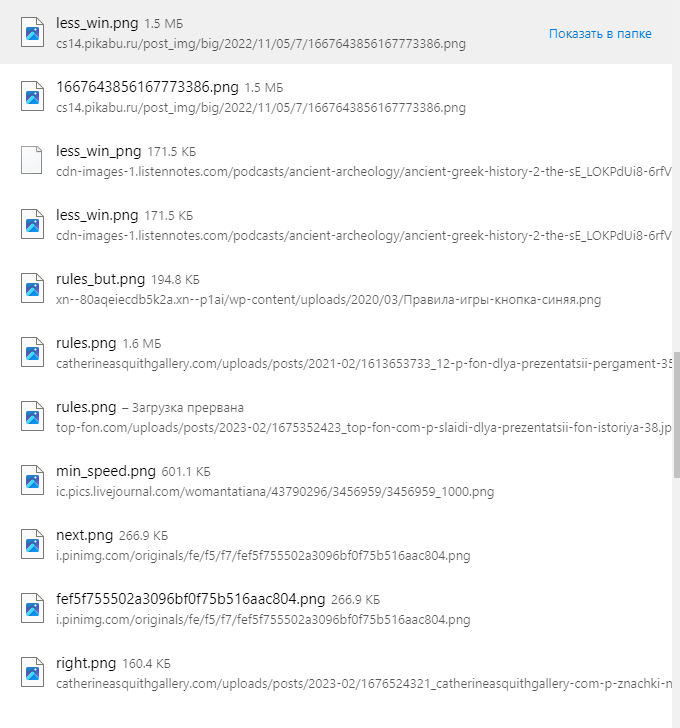 less_win.png 1.5 МБ
cs14.pikabu.ru/post_img/big/2022/11/05/7/1667643856167773386.png
Показать в папке
1667643856167773386.png 1.5 МБ
cs14.pikabu.ru/post_img/big/2022/11/05/7/1667643856167773386.png
less_win_png 171.5 КБ
cdn-images-1.listennotes.com/podcasts/ancient-archeology/ancient-greek-history-2-the-sE_LOKPdUi8-6rfV
less_win.png 171.5 КБ
cdn-images-1.listennotes.com/podcasts/ancient-archeology/ancient-greek-history-2-the-sE_LOKPdUi8-6rfV
rules_but.png 194.8 КБ
xn--80aqeiecdb5k2a.xn--p1ai/wp-content/uploads/2020/03/Правила-игры-кнопка-синяя.png
rules.png 1.6 МБ
catherineasquithgallery.com/uploads/posts/2021-02/1613653733_12-p-fon-dlya-prezentatsii-pergament-35
rules.png – Загрузка прервана
top-fon.com/uploads/posts/2023-02/1675352423_top-fon-com-p-slaidi-dlya-prezentatsii-fon-istoriya-38.jp
min_speed.png 601.1 КБ
ic.pics.livejournal.com/womantatiana/43790296/3456959/3456959_1000.png
next.png 266.9 КБ
i.pinimg.com/originals/fe/f5/f7/fef5f755502a3096bf0f75b516aac804.png
fef5f755502a3096bf0f75b516aac804.png 266.9 КБ
i.pinimg.com/originals/fe/f5/f7/fef5f755502a3096bf0f75b516aac804.png
right.png 160.4 КБ
catherineasquithgallery.com/uploads/posts/2023-02/1676524321_catherineasquithgallery-com-p-znachki-n